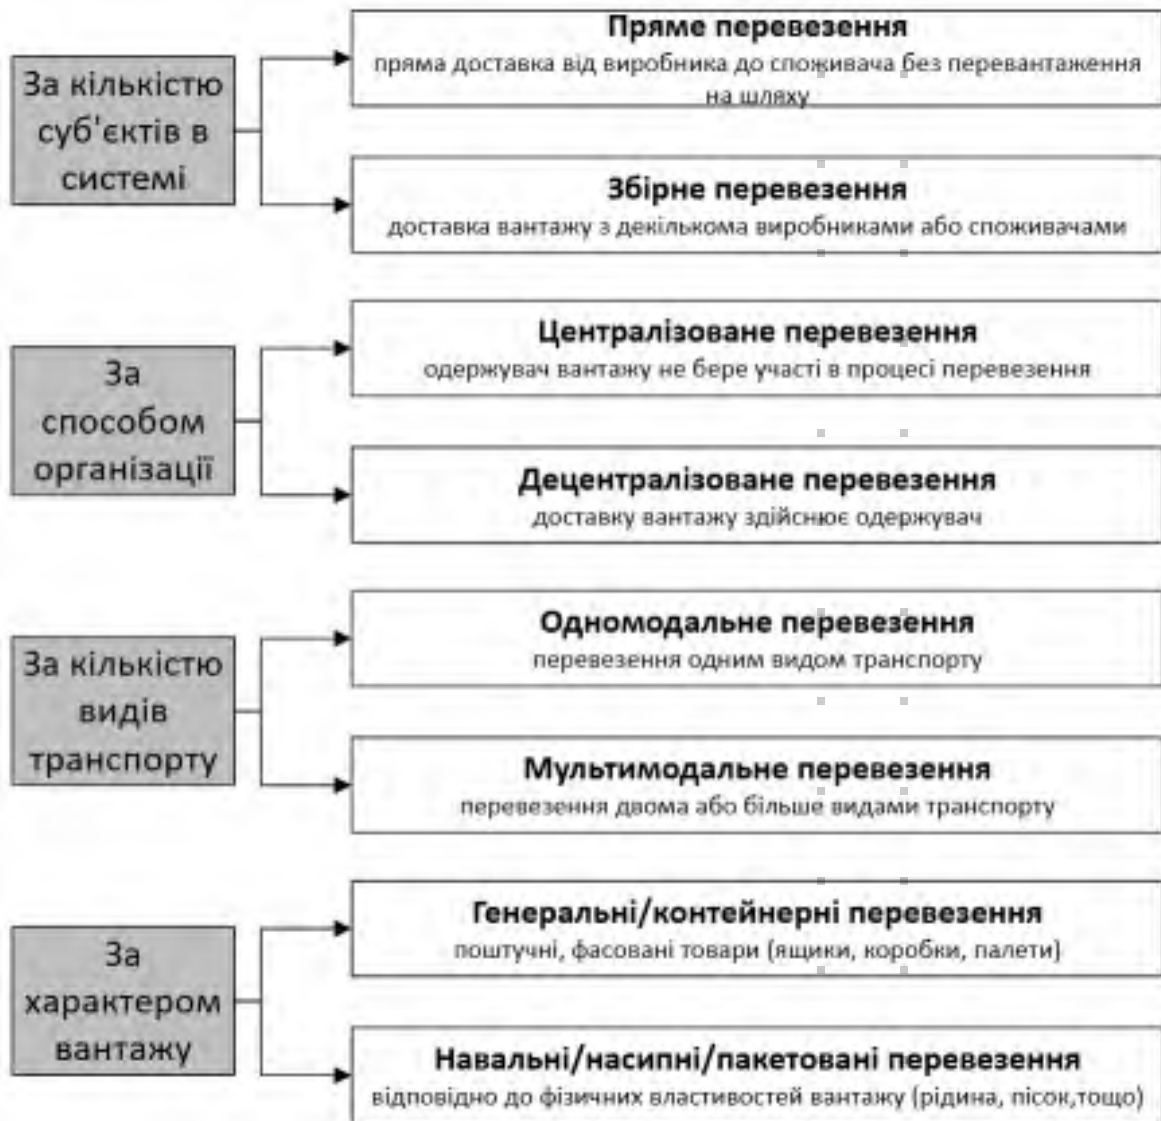 За кількістю
суб'єктів в
системі
Пряме перевезення
пряма доставка від виробника до споживача без перевантаження
на шляху
Збірне перевезення
доставка вантажу з декількома виробниками або споживачами
За
способом
організації
Централізоване перевезення
одержувач вантажу не бере участі в процесі перевезення
Децентралізоване перевезення
доставку вантажу здійснює одержувач
За кількістю
видів
транспорту
Одномодальне перевезення
перевезення одним видом транспорту
Мультимодальне перевезення
перевезення двома або більше видами транспорту
За
характером
вантажу
Генеральні/контейнерні перевезення
поштучні, фасовані товари (ящики, коробки, палети)
Навальні/насипні/пакетовані перевезення
відповідно до фізичних властивостей вантажу (рідина, пісок,тощо)